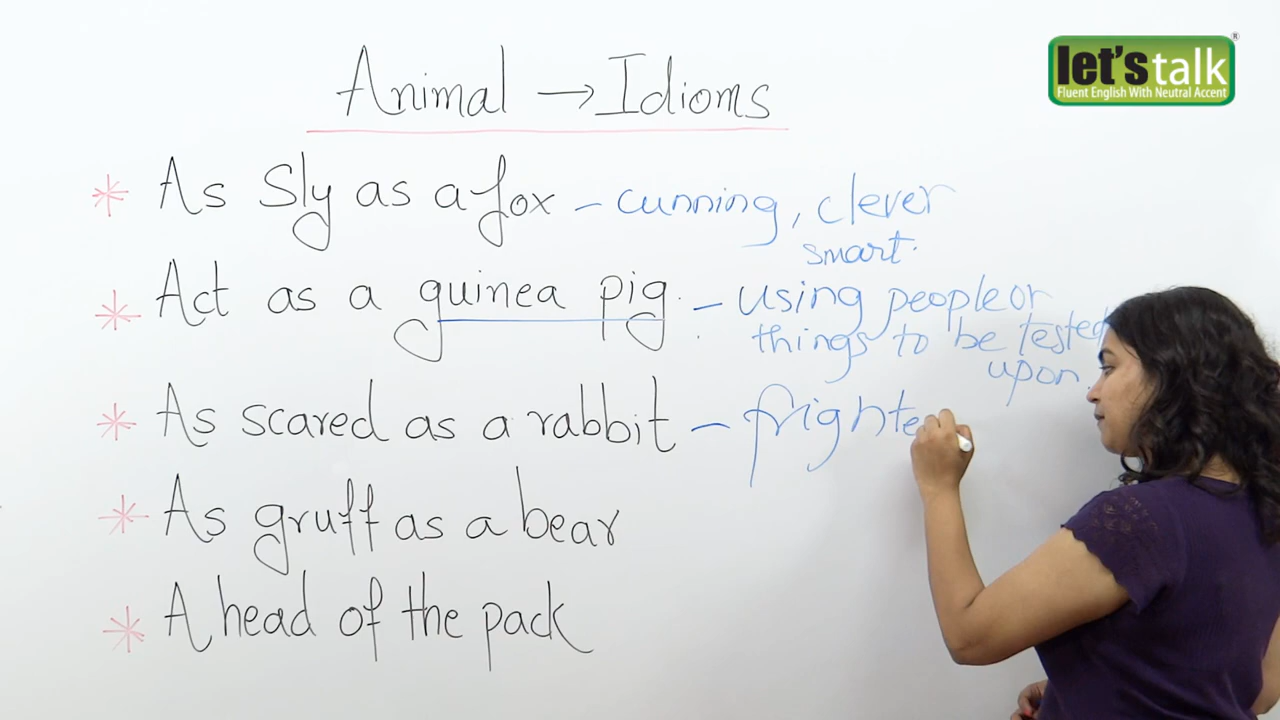 let's talk
®
Fluent English With Neutral Accent
Animal → Idioms
* As Sly as a fox – cunning, clever
smart.
* Act as a guinea pig. – using people or
things to be tested
upon.
* As scared as a rabbit – frighte
* As gruff as a bear
* Ahead of the pack